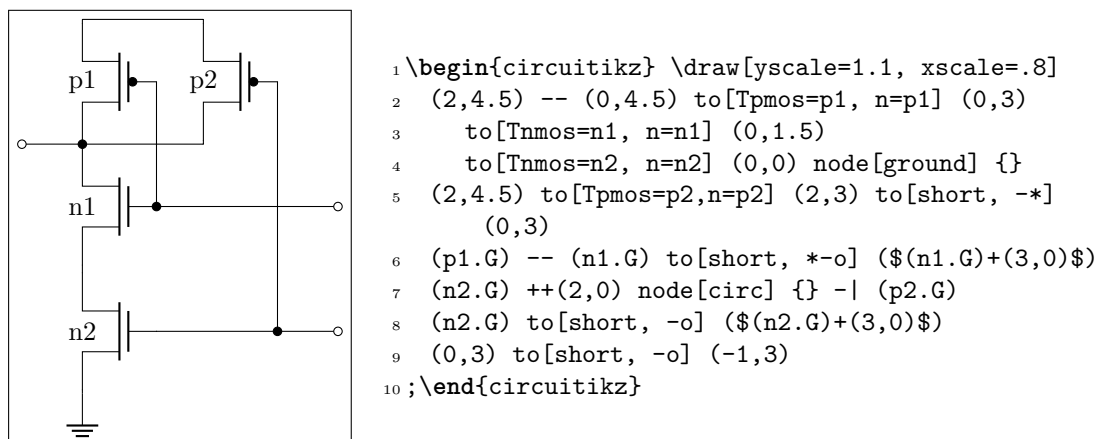 p1
p2
n1
n2
1 \begin{circuitikz} \draw[yscale=1.1, xscale=.8]
2 (2,4.5) -- (0,4.5) to[Tpmos=p1, n=p1] (0,3)
3 to[Tnmos=n1, n=n1] (0,1.5)
4 to[Tnmos=n2, n=n2] (0,0) node[ground] {}
5 (2,4.5) to[Tpmos=p2,n=p2] (2,3) to[short, -*]
(0,3)
6 (p1.G) -- (n1.G) to[short, *-o] ($(n1.G)+(3,0)$)
7 (n2.G) ++(2,0) node[circ] {} -| (p2.G)
8 (n2.G) to[short, -o] ($(n2.G)+(3,0)$)
9 (0,3) to[short, -o] (-1,3)
10 ;\end{circuitikz}